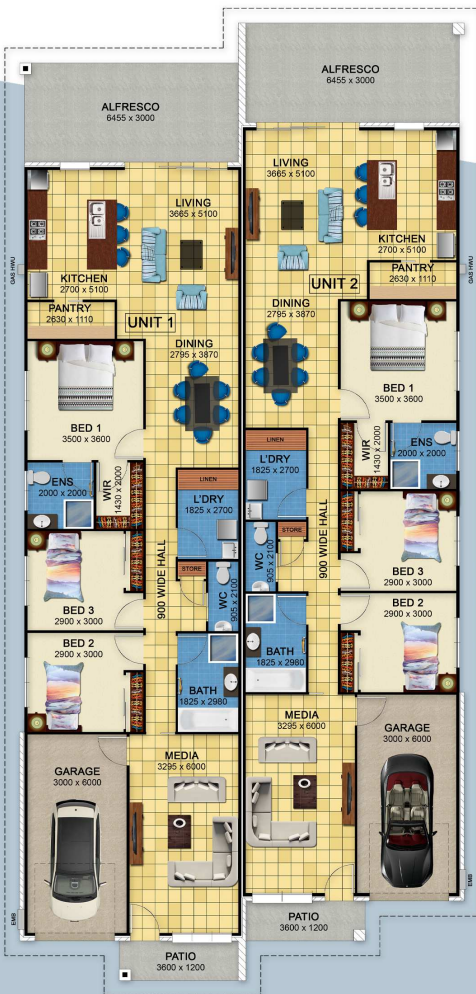 ALFRESCO
6455 x 3000
LIVING
3665 x 5100
KITCHEN
2700 x 5100
GAS HWU
PANTRY
2630 x 1110
UNIT 1
DINING
2795 x 3870
BED 1
3500 x 3600
ENS
2000 x 2000
WIR
1430 x 2000
LINEN
L'DRY
1825 x 2700
900 WIDE HALL
STORE
WC
905 x 2100
BED 3
2900 x 3000
BED 2
2900 x 3000
BATH
1825 x 2980
MEDIA
3295 x 6000
GARAGE
3000 x 6000
EMB
PATIO
3600 x 1200
ALFRESCO
6455 x 3000
LIVING
3665 x 5100
KITCHEN
2700 x 5100
GAS HWU
PANTRY
2630 x 1110
UNIT 2
DINING
2795 x 3870
BED 1
3500 x 3600
WIR
1430 x 2000
ENS
2000 x 2000
LINEN
L'DRY
1825 x 2700
STORE
WC
905 x 2100
900 WIDE HALL
BED 3
2900 x 3000
BED 2
2900 x 3000
BATH
1825 x 2980
MEDIA
3295 x 6000
GARAGE
3000 x 6000
EMB
PATIO
3600 x 1200